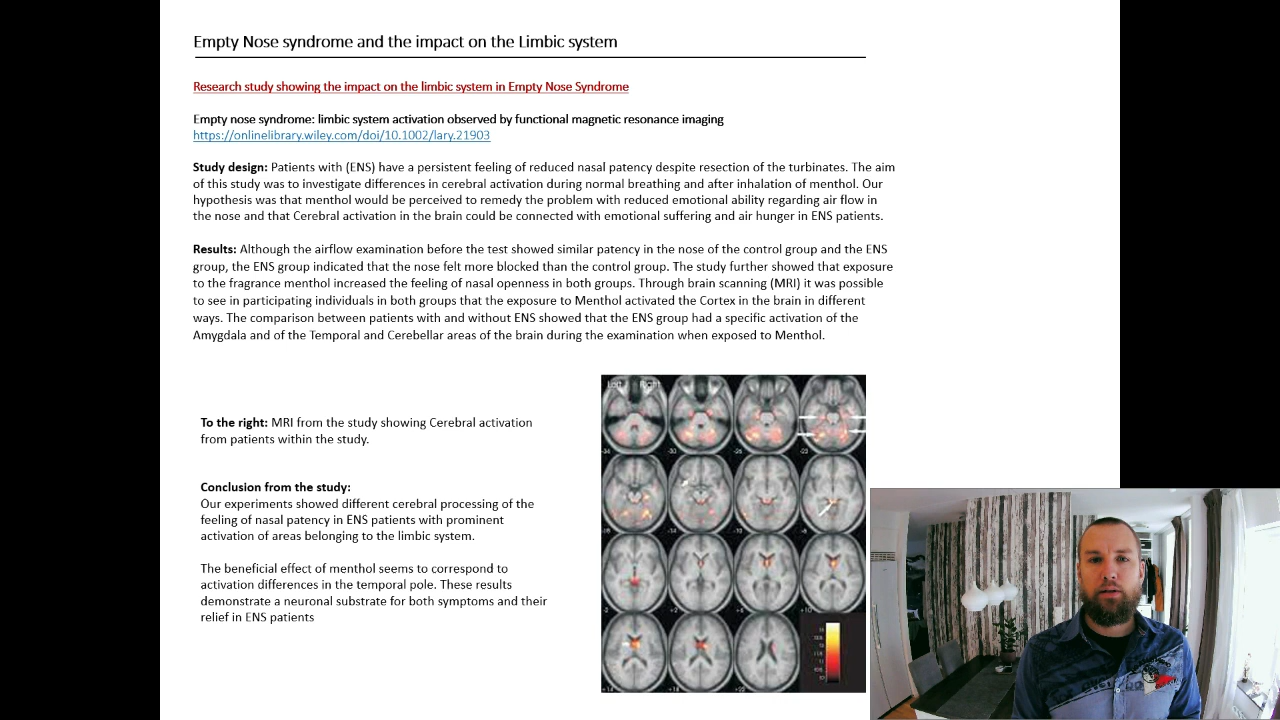 Empty Nose syndrome and the impact on the Limbic system
Research study showing the impact on the limbic system in Empty Nose Syndrome
Empty nose syndrome: limbic system activation observed by functional magnetic resonance imaging
https://onlinelibrary.wiley.com/doi/10.1002/lary.21903
Study design: Patients with (ENS) have a persistent feeling of reduced nasal patency despite resection of the turbinates. The aim
of this study was to investigate differences in cerebral activation during normal breathing and after inhalation of menthol. Our
hypothesis was that menthol would be perceived to remedy the problem with reduced emotional ability regarding air flow in
the nose and that Cerebral activation in the brain could be connected with emotional suffering and air hunger in ENS patients.
Results: Although the airflow examination before the test showed similar patency in the nose of the control group and the ENS
group, the ENS group indicated that the nose felt more blocked than the control group. The study further showed that exposure
to the fragrance menthol increased the feeling of nasal openness in both groups. Through brain scanning (MRI) it was possible
to see in participating individuals in both groups that the exposure to Menthol activated the Cortex in the brain in different
ways. The comparison between patients with and without ENS showed that the ENS group had a specific activation of the
Amygdala and of the Temporal and Cerebellar areas of the brain during the examination when exposed to Menthol.
To the right: MRI from the study showing Cerebral activation
from patients within the study.
Conclusion from the study:
Our experiments showed different cerebral processing of the
feeling of nasal patency in ENS patients with prominent
activation of areas belonging to the limbic system.
The beneficial effect of menthol seems to correspond to
activation differences in the temporal pole. These results
demonstrate a neuronal substrate for both symptoms and their
relief in ENS patients
Left Right
-34 -30 -26 -22